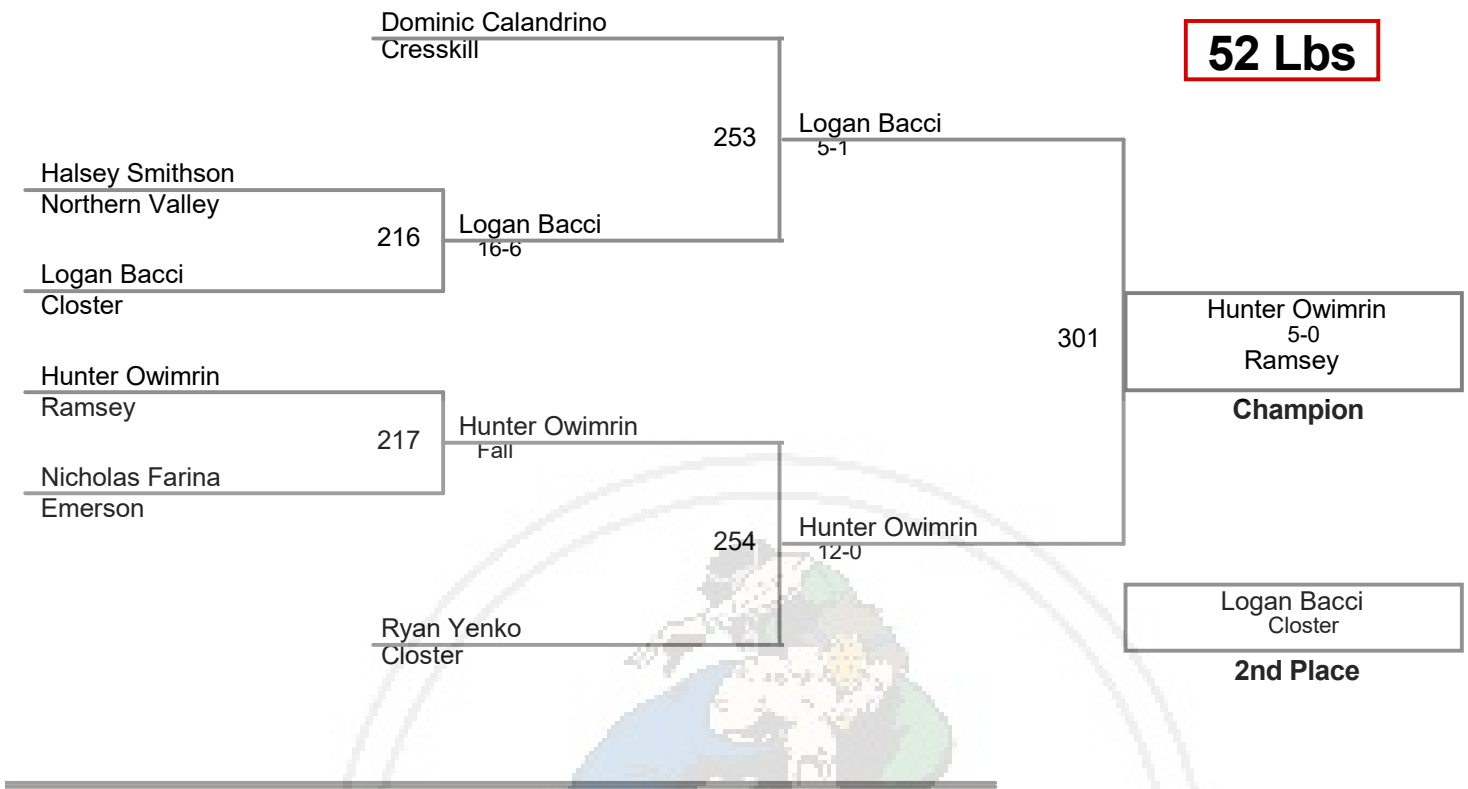 Dominic Calandrino
Cresskill
52 Lbs
253
Logan Bacci
5-1
Halsey Smithson
Northern Valley
216
Logan Bacci
16-6
Logan Bacci
Closter
Hunter Owimrin
5-0
Ramsey
Champion
301
Hunter Owimrin
Ramsey
217
Hunter Owimrin
Fall
Nicholas Farina
Emerson
254
Hunter Owimrin
12-0
Ryan Yenko
Closter
Logan Bacci
Closter
2nd Place